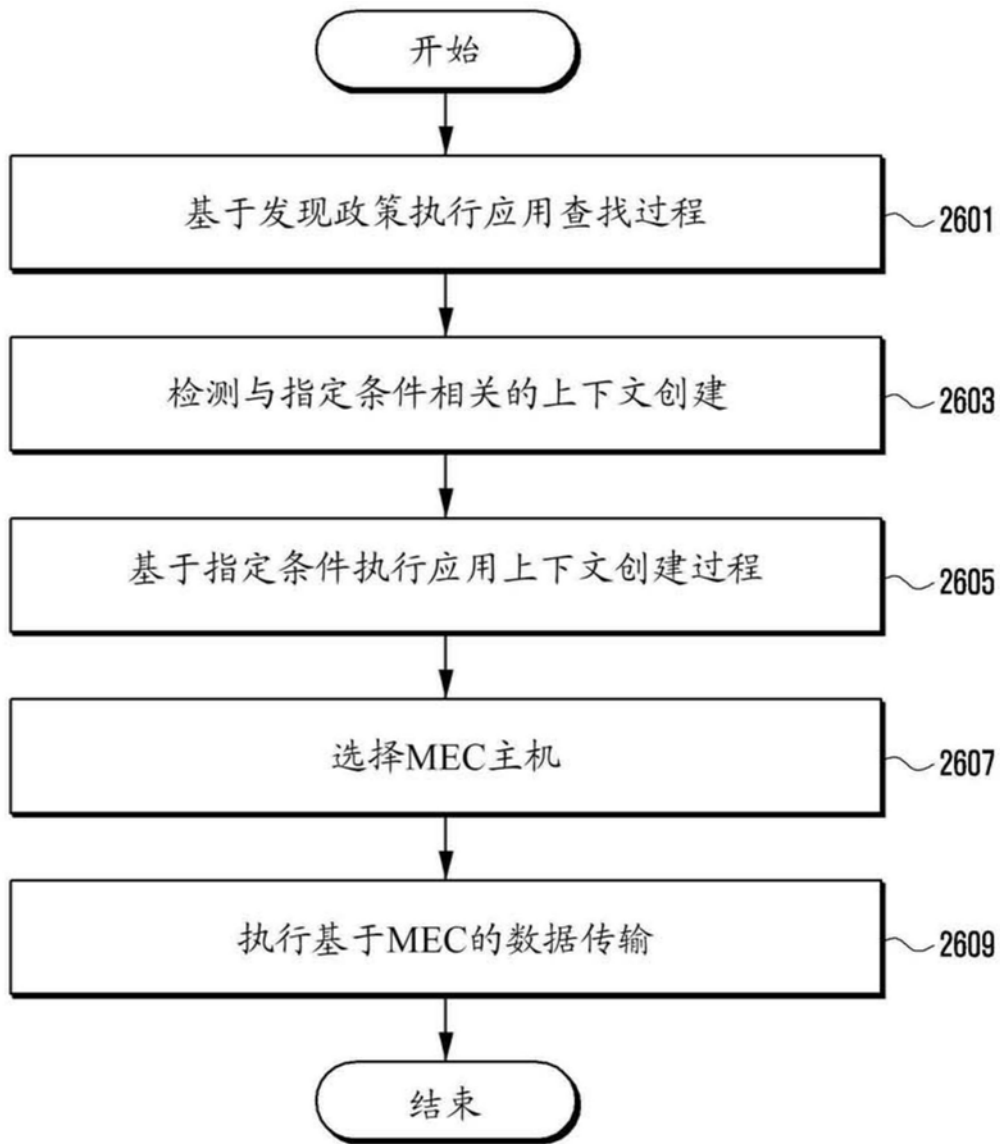 开始
基于发现政策执行应用查找过程
2601
检测与指定条件相关的上下文创建
2603
基于指定条件执行应用上下文创建过程
2605
选择MEC主机
2607
执行基于MEC的数据传输
2609
结束